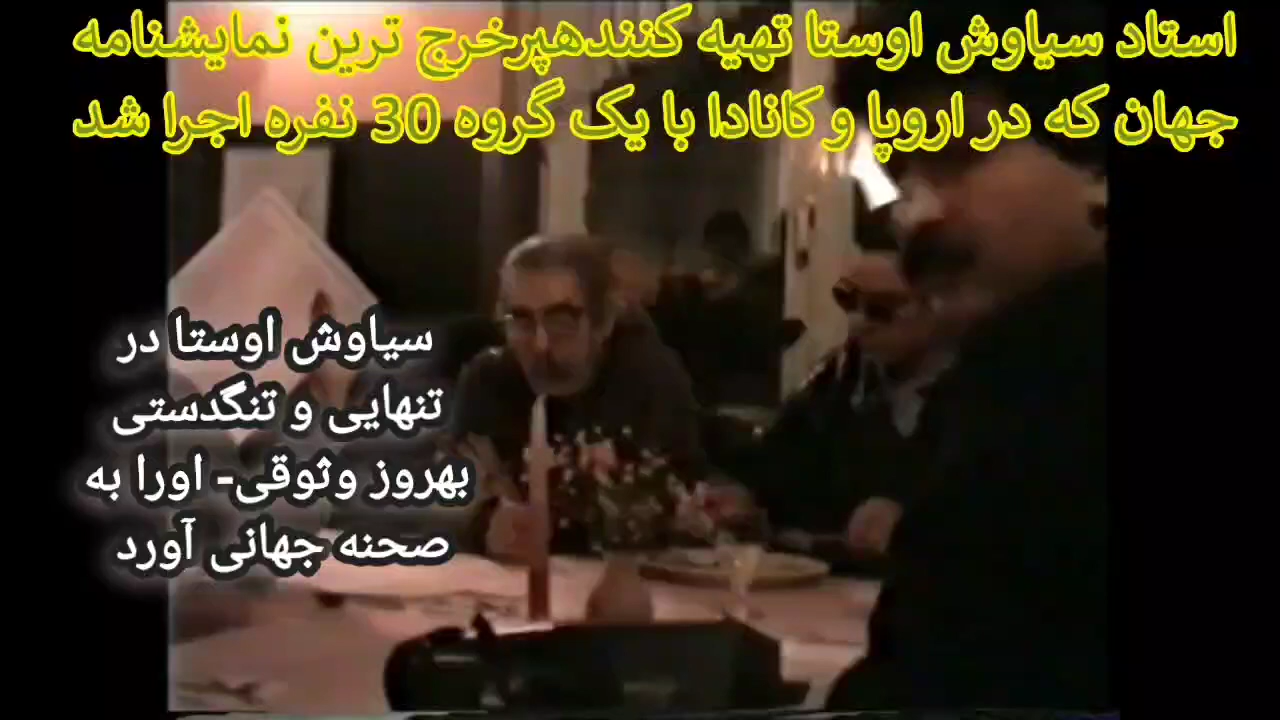 استاد سیاوش اوستا تهیه کنندهپرخرج ترین نمایشنامه
جهان که در اروپا و کانادا با یک گروه 30 نفره اجرا شد
سیاوش اوستا در
تنهایی و تنگدستی
بهروز وثوقی- اورا به
صحنه جهانی آورد